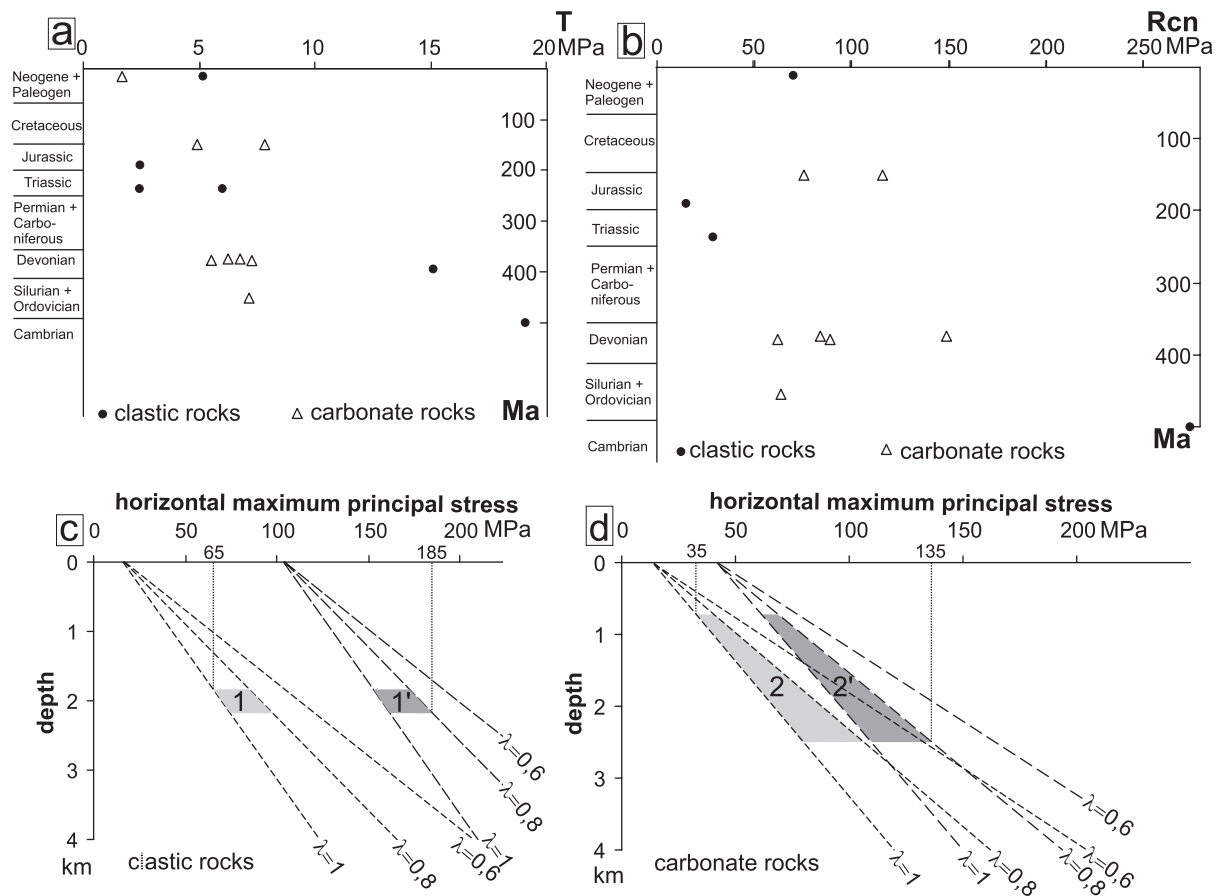 a
T
0 5 10 15 20 MPa
Neogene +
Paleogen
Cretaceous
Jurassic
Triassic
Permian +
Carbo-
niferous
Devonian
Silurian +
Ordovician
Cambrian
100
200
300
400
Ma
clastic rocks
carbonate rocks
b
Rcn
0 50 100 150 200 250 MPa
Neogene +
Paleogen
Cretaceous
Jurassic
Triassic
Permian +
Carbo-
niferous
Devonian
Silurian +
Ordovician
Cambrian
100
200
300
400
Ma
clastic rocks
carbonate rocks
c
horizontal maximum principal stress
0 50 100 150 200 MPa
65 185
depth
0
1
2
3
4
km
1
1'
λ=0,6
λ=0,8
λ=1
λ=0,6
λ=0,8
λ=1
clastic rocks
d
horizontal maximum principal stress
0 50 100 150 200 MPa
35 135
depth
0
1
2
3
4
km
2
2'
λ=0,6
λ=1
λ=1
λ=0,8
λ=0,8
λ=0,6
carbonate rocks